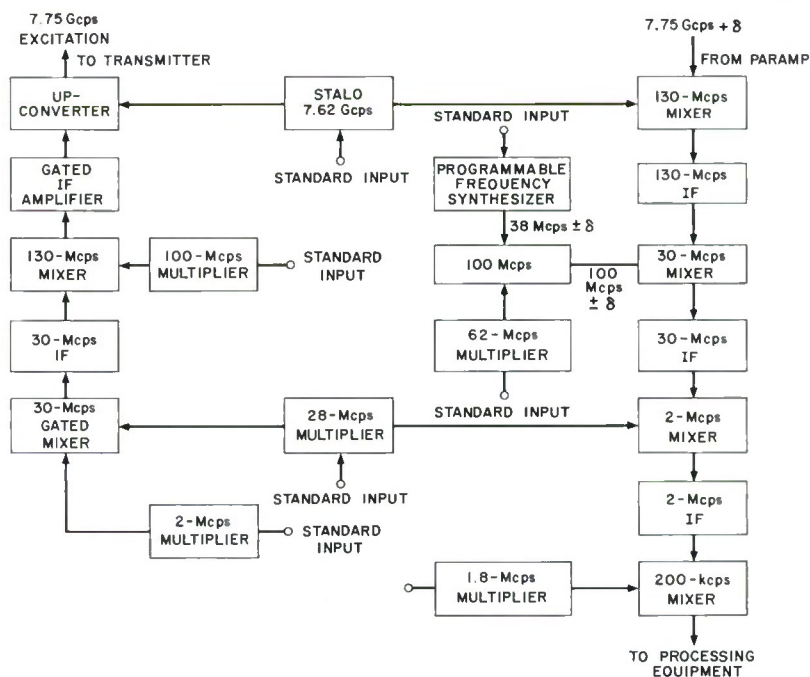 7.75 Gcps
EXCITATION
TO TRANSMITTER
UP-
CONVERTER
GATED
IF
AMPLIFIER
130-Mcps
MIXER
30-Mcps
IF
30-Mcps
GATED
MIXER
2-Mcps
MULTIPLIER
STANDARD
INPUT
100-Mcps
MULTIPLIER
STANDARD
INPUT
STALO
7.62 Gcps
STANDARD INPUT
28-Mcps
MULTIPLIER
STANDARD INPUT
STANDARD INPUT
PROGRAMMABLE
FREQUENCY
SYNTHESIZER
38 Mcps ± δ
100 Mcps
100
Mcps
± δ
62-Mcps
MULTIPLIER
STANDARD INPUT
7.75 Gcps + δ
FROM PARAMP
130-Mcps
MIXER
130-Mcps
IF
30-Mcps
MIXER
30-Mcps
IF
2-Mcps
MIXER
2-Mcps
IF
1.8-Mcps
MULTIPLIER
200-kcps
MIXER
TO PROCESSING
EQUIPMENT